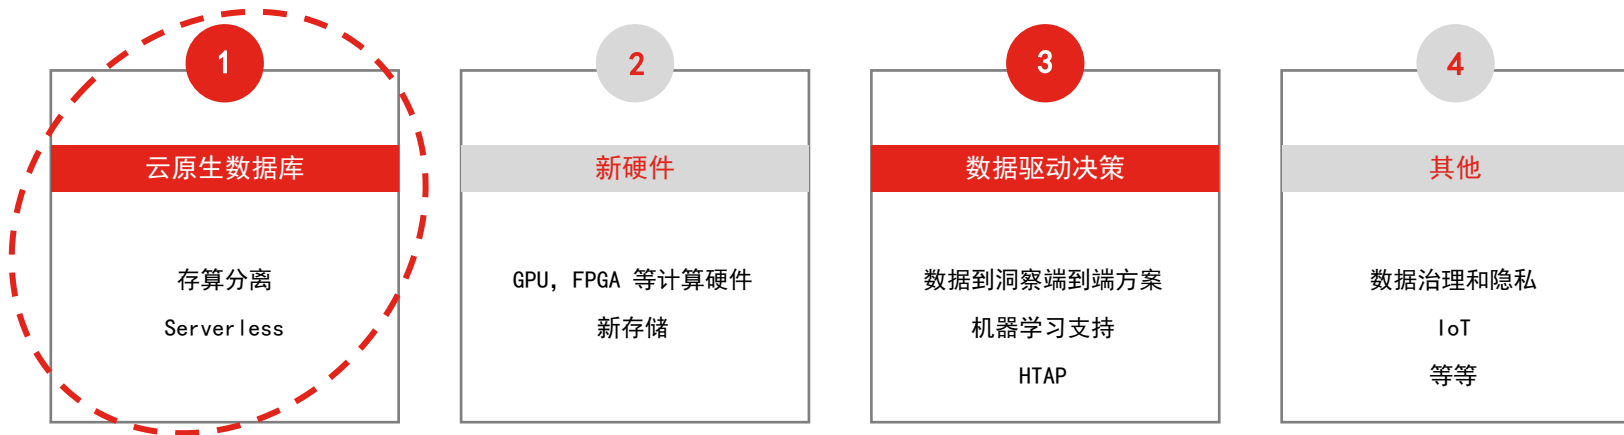 1
云原生数据库
存算分离
Serverless
2
新硬件
GPU, FPGA 等计算硬件
新存储
3
数据驱动决策
数据到洞察端到端方案
机器学习支持
HTAP
4
其他
数据治理和隐私
IoT
等等